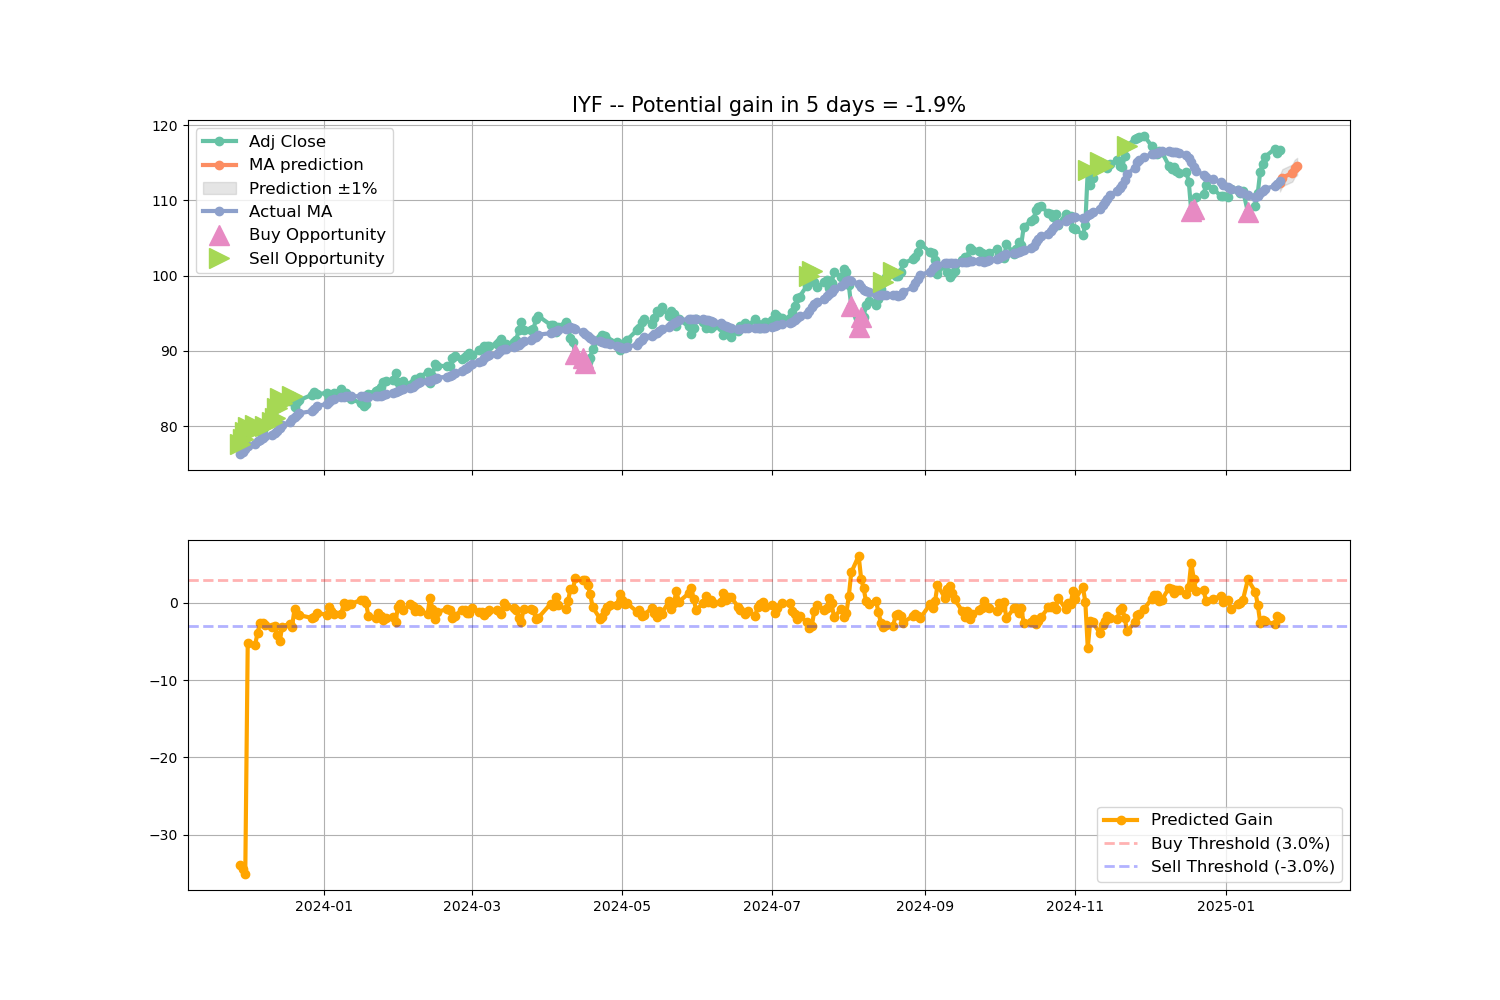 IYF -- Potential gain in 5 days = -1.9%
120
110
100
90
80
Adj Close
MA prediction
Prediction ±1%
Actual MA
Buy Opportunity
Sell Opportunity
0
−10
−20
−30
Predicted Gain
Buy Threshold (3.0%)
Sell Threshold (-3.0%)
2024-01 2024-03 2024-05 2024-07 2024-09 2024-11 2025-01